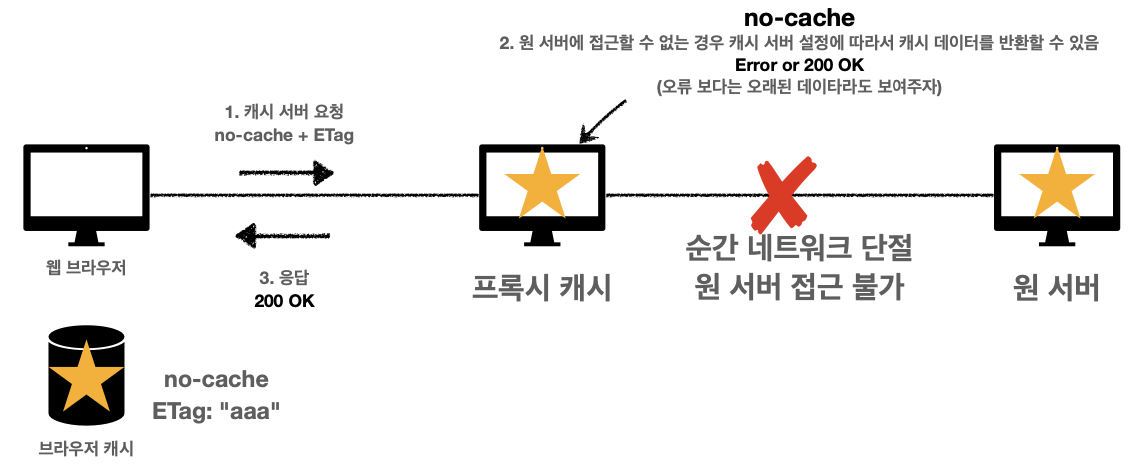 no-cache
2. 원 서버에 접근할 수 없는 경우 캐시 서버 설정에 따라서 캐시 데이터를 반환할 수 있음
Error or 200 OK
(오류 보다는 오래된 데이타라도 보여주자)
1. 캐시 서버 요청
no-cache + ETag
웹 브라우저
3. 응답
200 OK
프록시 캐시
순간 네트워크 단절
원 서버 접근 불가
원 서버
no-cache
ETag: "aaa"
브라우저 캐시